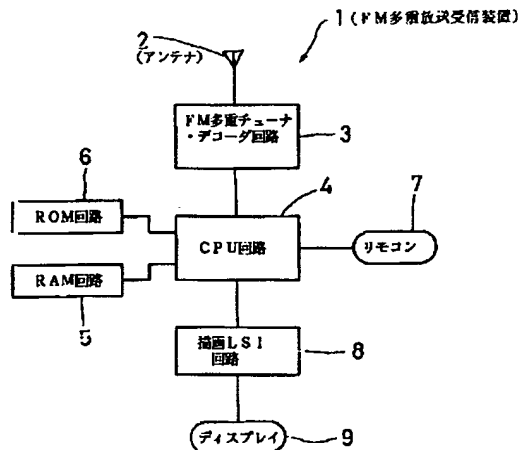 1 (FM多重放送受信装置)
2
(アンテナ)
FM多重チューナ
・デコーダ回路
3
6
ROM回路
4
CPU回路
7
リモコン
RAM回路
5
描画LSI
回路
8
ディスプレイ
9